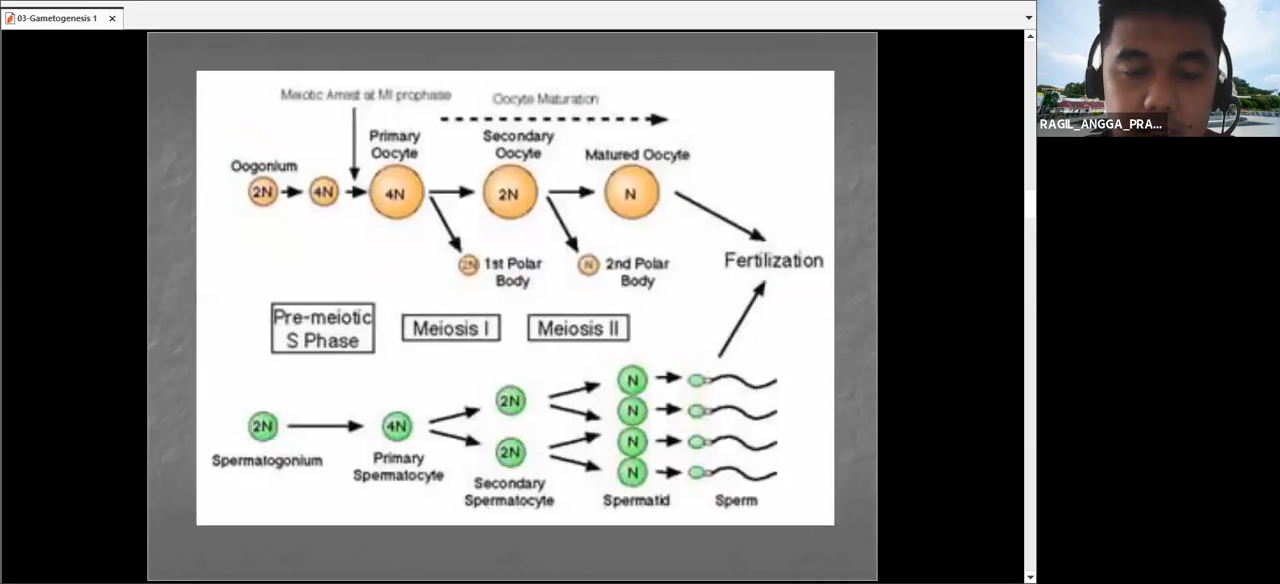 03-Gametogenesis 1
RAGIL_ANGGA_PRA...
Meiotic Arrest at MI prophase
Oocyte Maturation
Primary
Oocyte
Secondary
Oocyte
Matured Oocyte
Oogonium
2N
4N
4N
2N
N
2N
1st Polar
Body
N
2nd Polar
Body
Fertilization
Pre-meiotic
S Phase
Meiosis I
Meiosis II
2N
4N
2N
2N
N
N
N
N
Spermatogonium
Primary
Spermatocyte
Secondary
Spermatocyte
Spermatid
Sperm